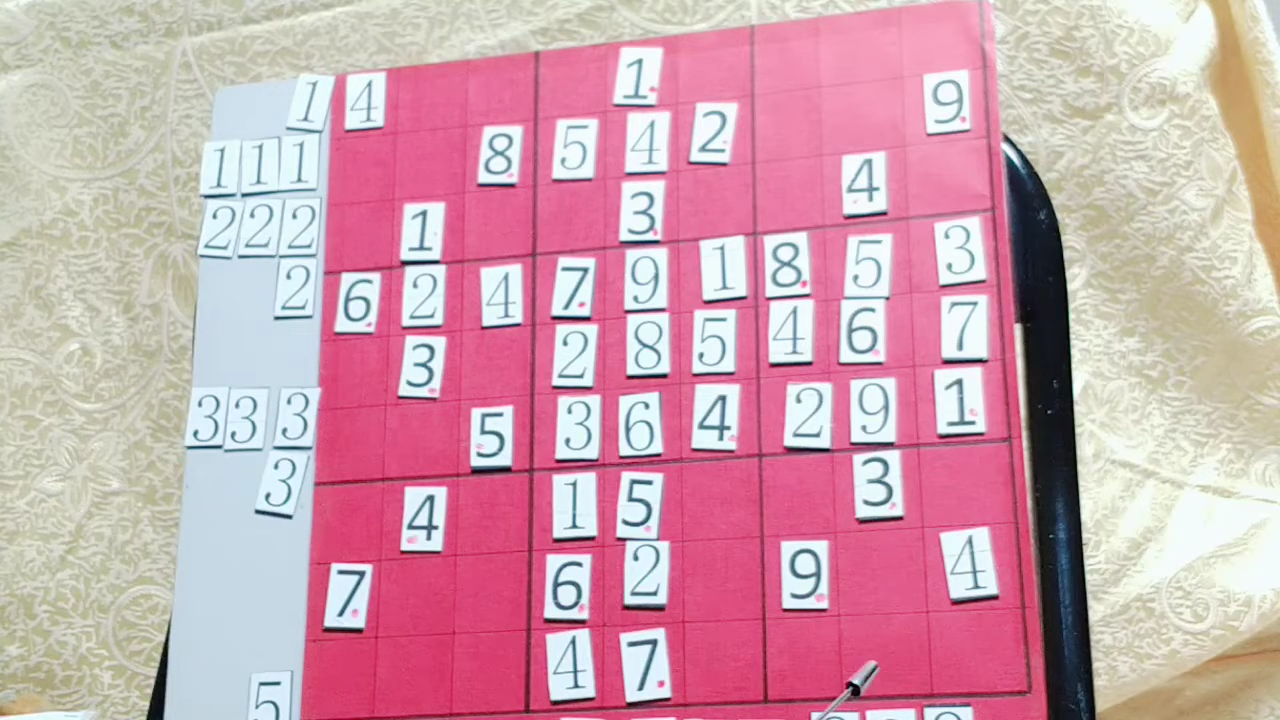 1 4 1. 9
1 1 1 8 5 4 2 4
2 2 2 1 3
2 6 2 4 7 9 1 8 5 3
3 2 8 5 4 6 7
3 3 3 5 3 6 4 2 9 1
3 4 1 5 3
7 6 2 9 4
5 4 7